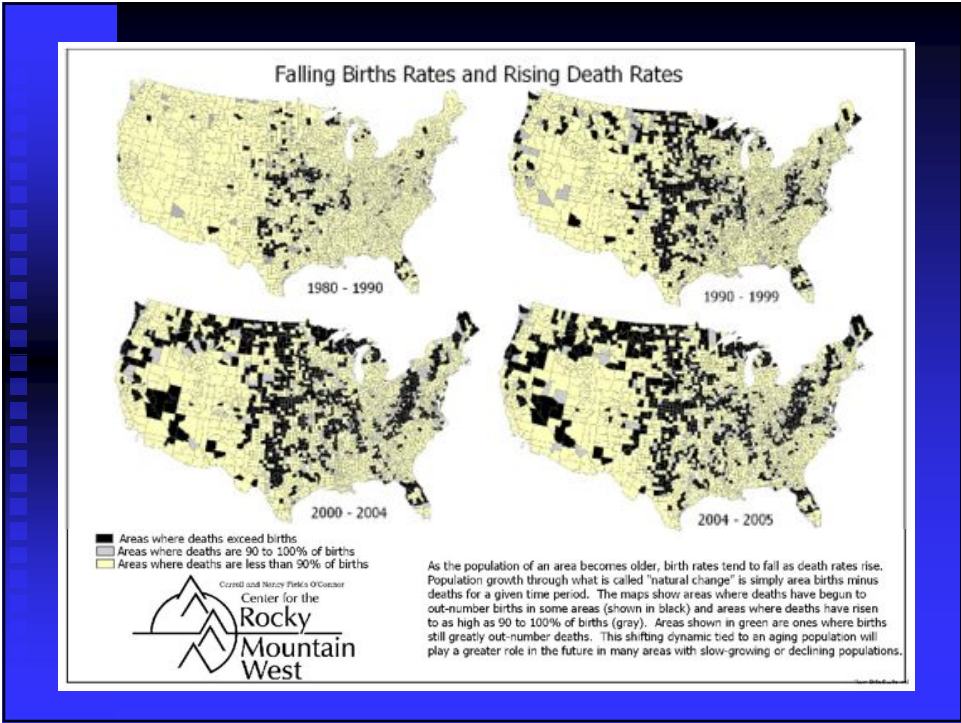 Falling Births Rates and Rising Death Rates
1980 - 1990
1990 - 1999
2000 - 2004
2004 - 2005
Areas where deaths exceed births
Areas where deaths are 90 to 100% of births
Areas where deaths are less than 90% of births
Carroll and Nancy Fields O'Connor
Center for the
Rocky
Mountain
West
As the population of an area becomes older, birth rates tend to fall as death rates rise.
Population growth through what is called "natural change" is simply area births minus
deaths for a given time period. The maps show areas where deaths have begun to
out-number births in some areas (shown in black) and areas where deaths have risen
to as high as 90 to 100% of births (gray). Areas shown in green are ones where births
still greatly out-number deaths. This shifting dynamic tied to an aging population will
play a greater role in the future in many areas with slow-growing or declining populations.